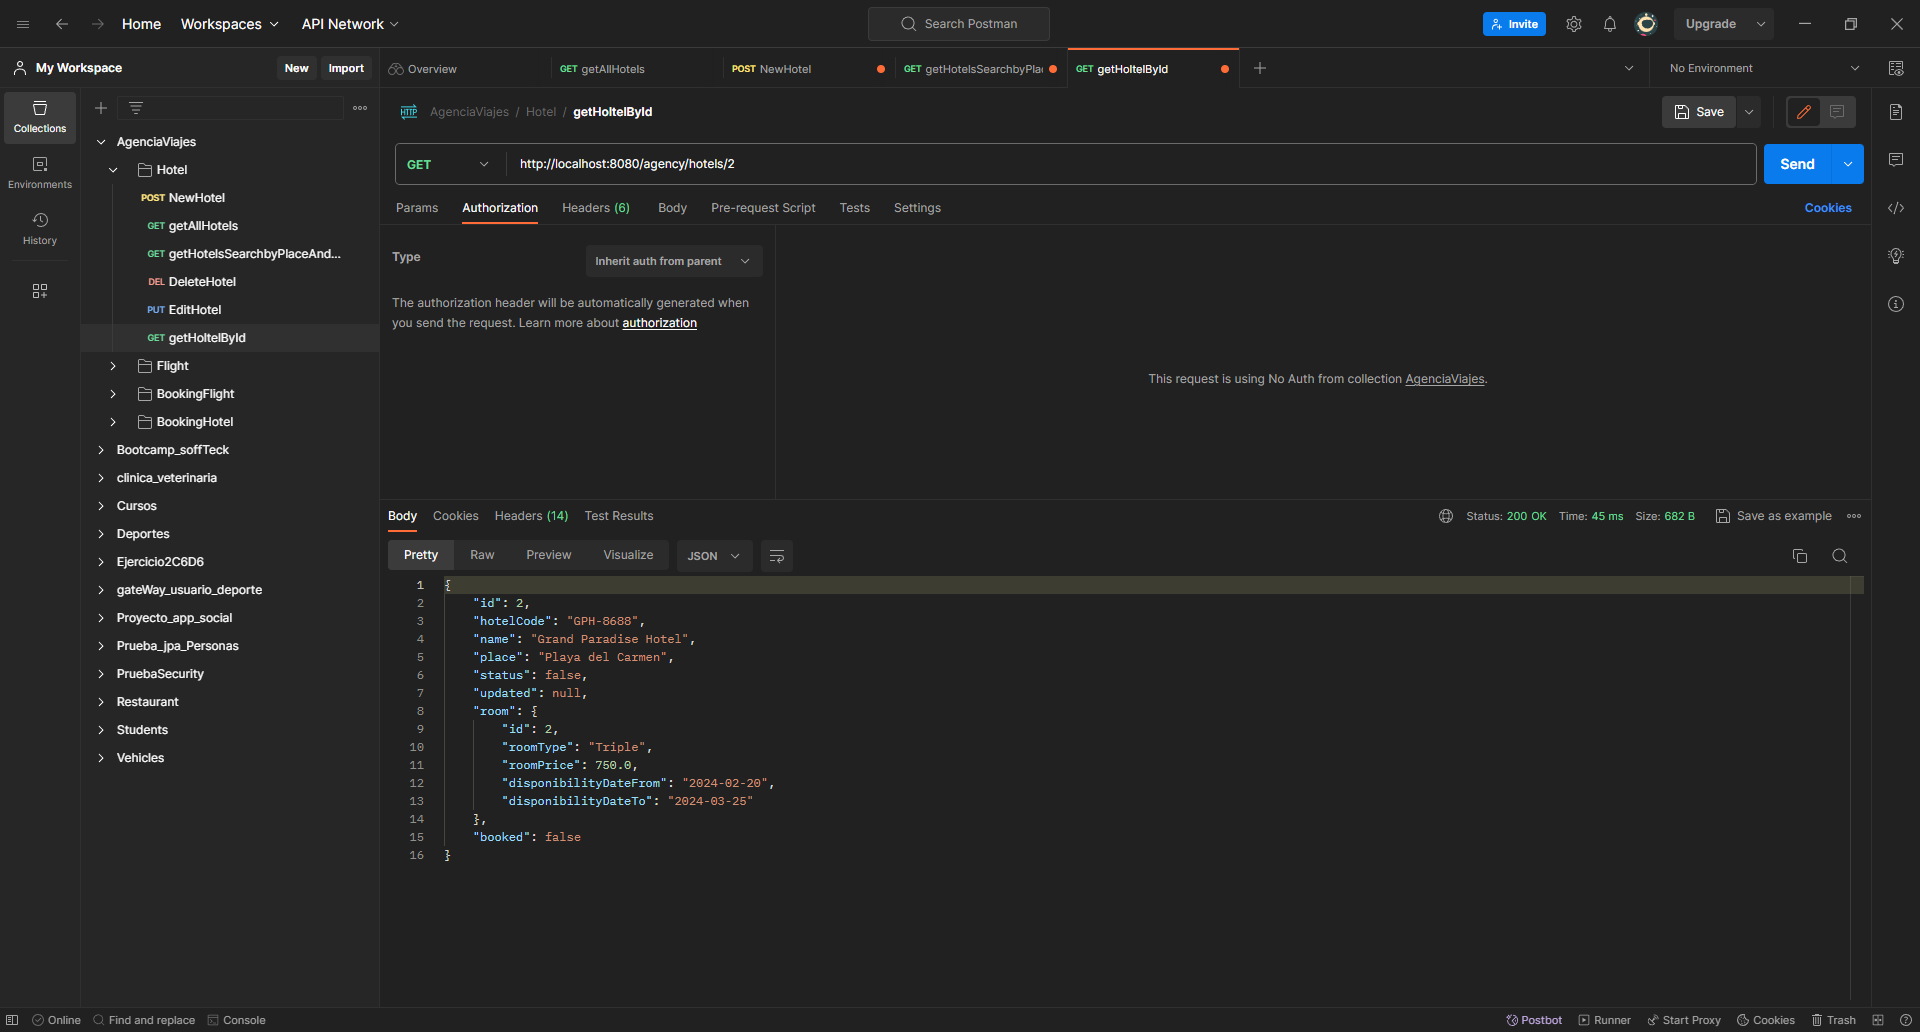 Home Workspaces API Network Search Postman Invite Upgrade
My Workspace New Import Overview GET getAllHotels POST NewHotel GET getHotelsSearchbyPla GET getHoltelById No Environment
Collections
Environments
History
AgenciaViajes
Hotel
POST NewHotel
GET getAllHotels
GET getHotelsSearchbyPlaceAnd...
DEL DeleteHotel
PUT EditHotel
GET getHoltelById
Flight
BookingFlight
BookingHotel
Bootcamp_soffTeck
clinica_veterinaria
Cursos
Deportes
Ejercicio2C6D6
gateWay_usuario_deporte
Proyecto_app_social
Prueba_jpa_Personas
PruebaSecurity
Restaurant
Students
Vehicles
HTTP AgenciaViajes / Hotel / getHoltelById Save
GET http://localhost:8080/agency/hotels/2 Send
Params Authorization Headers (6) Body Pre-request Script Tests Settings Cookies
Type Inherit auth from parent
The authorization header will be automatically generated when
you send the request. Learn more about authorization
This request is using No Auth from collection AgenciaViajes.
Body Cookies Headers (14) Test Results Status: 200 OK Time: 45 ms Size: 682 B Save as example
Pretty Raw Preview Visualize JSON
1 {
2 "id": 2,
3 "hotelCode": "GPH-8688",
4 "name": "Grand Paradise Hotel",
5 "place": "Playa del Carmen",
6 "status": false,
7 "updated": null,
8 "room": {
9 "id": 2,
10 "roomType": "Triple",
11 "roomPrice": 750.0,
12 "disponibilityDateFrom": "2024-02-20",
13 "disponibilityDateTo": "2024-03-25"
14 },
15 "booked": false
16 }
Online Find and replace Console Postbot Runner Start Proxy Cookies Trash